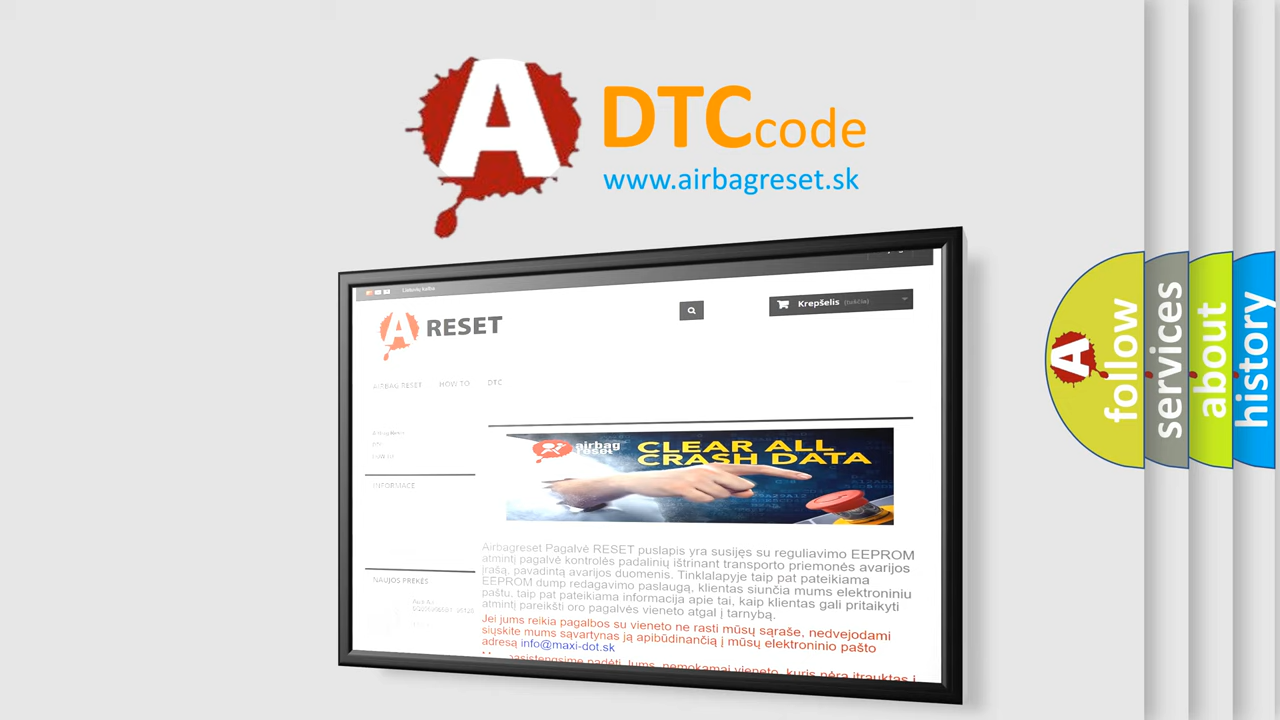 A DTC code
www.airbagreset.sk
Krepšelis (tuščia)
A RESET
AIRBAG RESET HOW TO DTC
airbag
reset
CLEAR ALL
CRASH DATA
INFORMACE
Airbagreset Pagalvė RESET puslapis yra susijęs su reguliavimo EEPROM
atmintį pagalvė kontrolės padalinių ištrinant transporto priemonės avarijos
įrašą, pavadintą avarijos duomenis. Tinklalapyje taip pat pateikiama
EEPROM dump redagavimo paslaugą, klientas siunčia mums elektroniniu
paštu, taip pat pateikiama informacija apie tai, kaip klientas gali pritaikyti
atmintį pareikšti oro pagalvės vieneto atgal į tarnybą.
Jei jums reikia pagalbos su vieneto ne rasti mūsų sąraše, nedvejodami
siųskite mums sąvartynas ją apibūdinančią į mūsų elektroninio pašto
adresą info@maxi-dot.sk
NAUJOS PREKĖS
follow
services
about
history